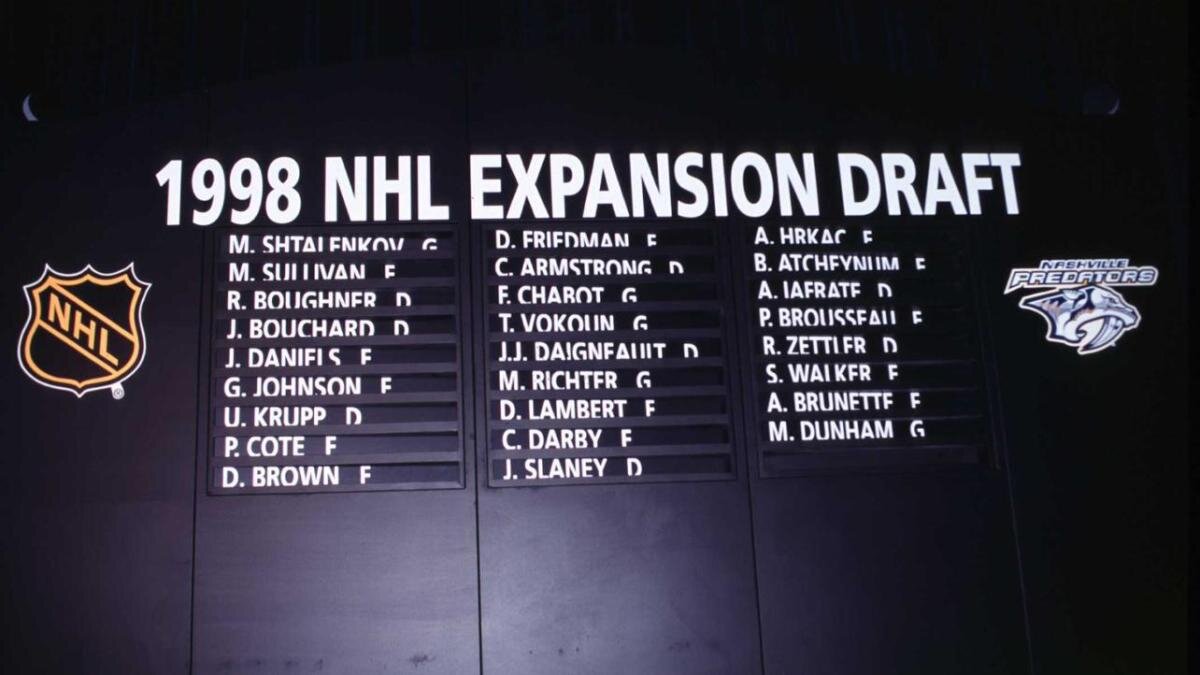 1998 NHL EXPANSION DRAFT
M. SHTALENKOV G
M. SULLIVAN F
R. BOUGHNER D
J. BOUCHARD D
J. DANIELS F
G. JOHNSON F
U. KRUPP D
P. COTE F
D. BROWN F
D. FRIEDMAN F
C. ARMSTRONG D
F. CHABOT G
T. VOKOUN G
J.J. DAIGNEAULT D
M. RICHTER G
D. LAMBERT F
C. DARBY F
J. SLANEY D
A. HRKAC F
B. ATCHEYNUM F
A. IAFRATE D
P. BROUSSEAU F
R. ZETTLER D
S. WALKER F
A. BRUNETTE F
M. DUNHAM G
NHL
®
NASHVILLE
PREDATORS